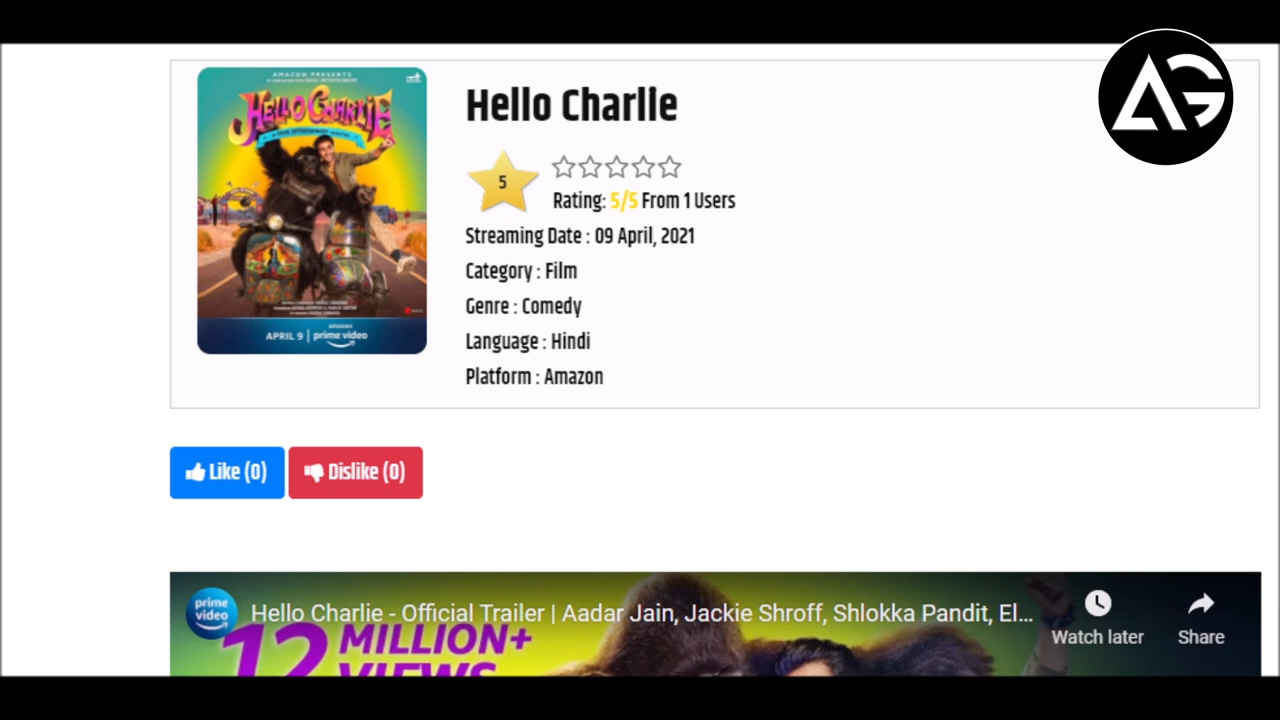 AMAZON PRESENTS
HELLO CHARLIE
APRIL 9 | prime video
Hello Charlie
5
Rating: 5/5 From 1 Users
Streaming Date : 09 April, 2021
Category : Film
Genre : Comedy
Language : Hindi
Platform : Amazon
AG
Like (0)
Dislike (0)
prime video
Hello Charlie - Official Trailer | Aadar Jain, Jackie Shroff, Shlokka Pandit, El...
Watch later
Share
12 MILLION+
VIEWS